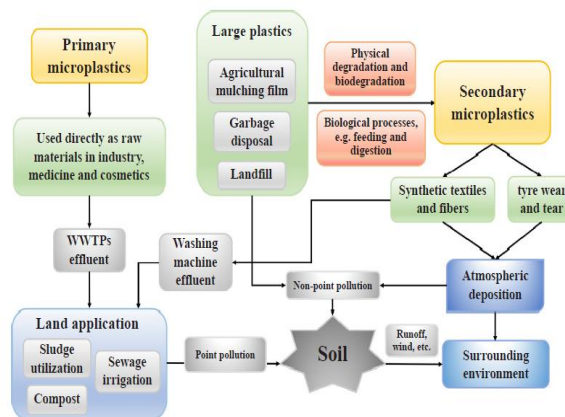 Primary
microplastics
Used directly as raw
materials in industry,
medicine and cosmetics
WWTPs
effluent
Large plastics
Agricultural
mulching film
Garbage
disposal
Landfill
Physical
degradation and
biodegradation
Biological processes,
e.g. feeding and
digestion
Secondary
microplastics
Synthetic textiles
and fibers
tyre wear
and tear
Washing
machine
effluent
Non-point pollution
Atmospheric
deposition
Land application
Sludge
utilization
Sewage
irrigation
Compost
Point pollution
Soil
Runoff,
wind, etc.
Surrounding
environment